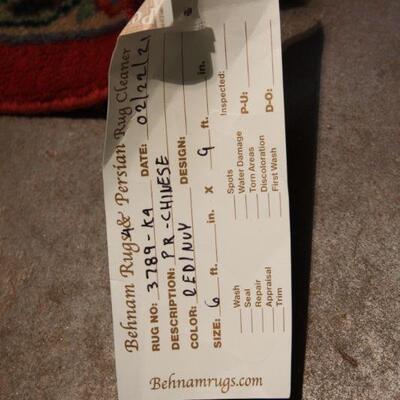 Behnam Rugs & Persian Rug Cleaner
RUG NO: 3789-K9 DATE: 02/22/21
DESCRIPTION: PR-CHINESE
COLOR: RED/NUY DESIGN:
SIZE: 6 ft. in. X 9 ft. in.
Inspected:
Wash Spots P-U:
Seal Water Damage
Repair Torn Areas
Appraisal Discoloration D-O:
Trim First Wash
Behnamrugs.com